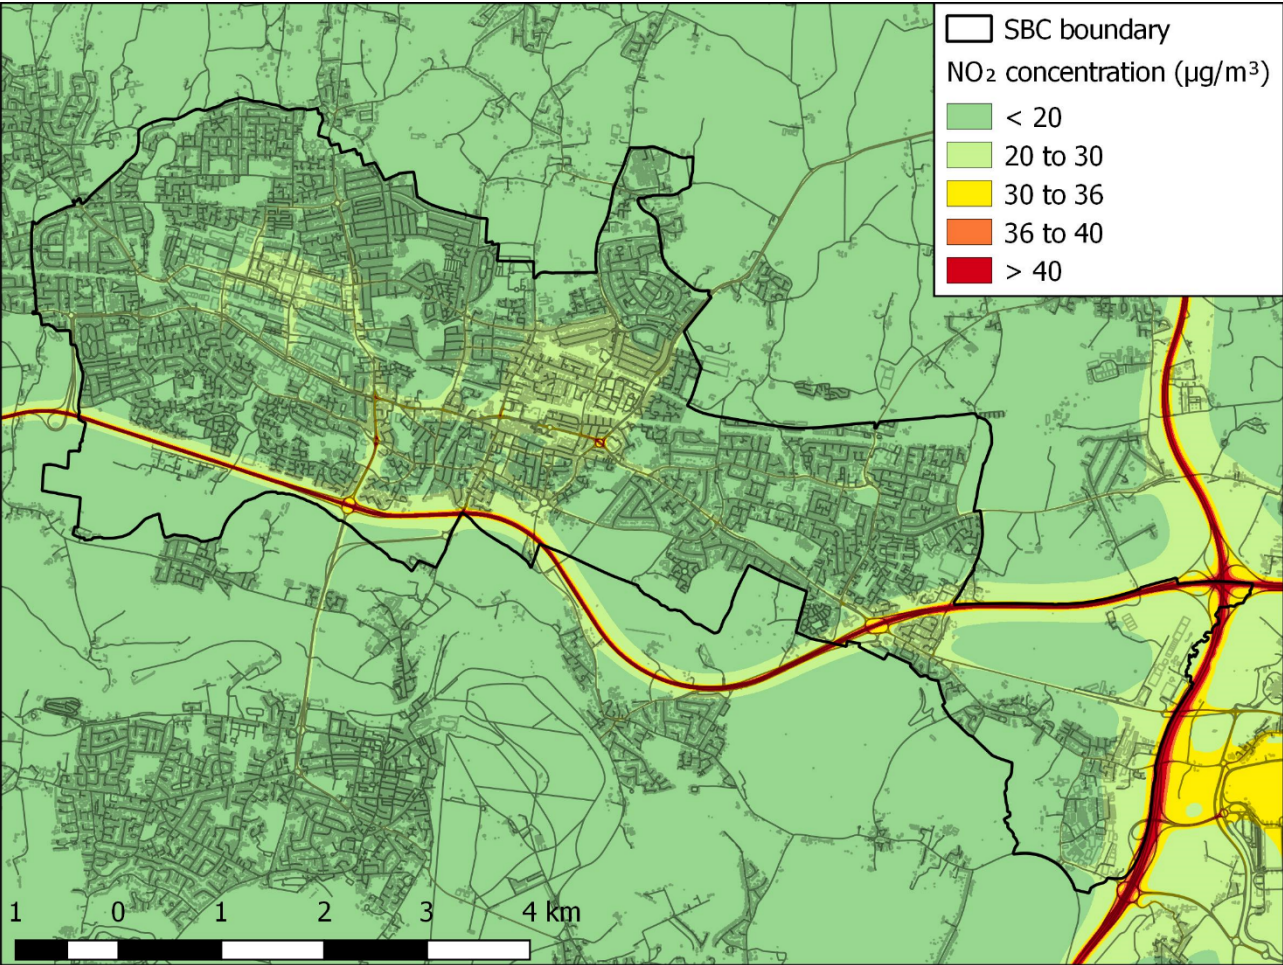 SBC boundary
NO₂ concentration (µg/m³)
< 20
20 to 30
30 to 36
36 to 40
> 40
1 0 1 2 3 4 km